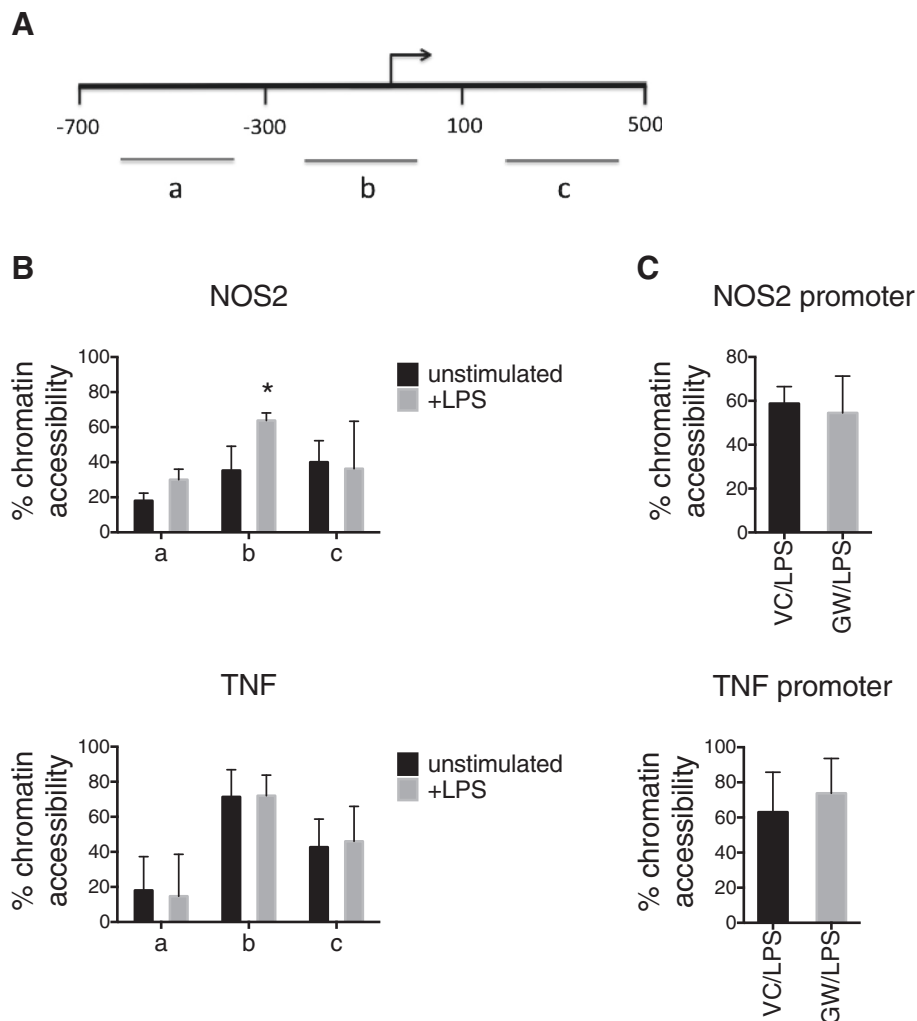 A
-700 -300 100 500
a b c
B
NOS2
% chromatin
accessibility
100
80
60
40
20
0
a b c
unstimulated
+LPS
C
NOS2 promoter
% chromatin
accessibility
80
60
40
20
0
VC/LPS
GW/LPS
*
TNF
% chromatin
accessibility
100
80
60
40
20
0
a b c
unstimulated
+LPS
TNF promoter
% chromatin
accessibility
100
80
60
40
20
0
VC/LPS
GW/LPS